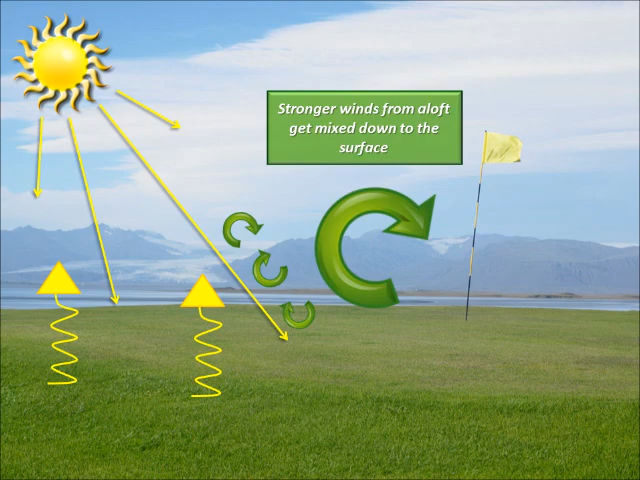 Stronger winds from aloft
get mixed down to the
surface